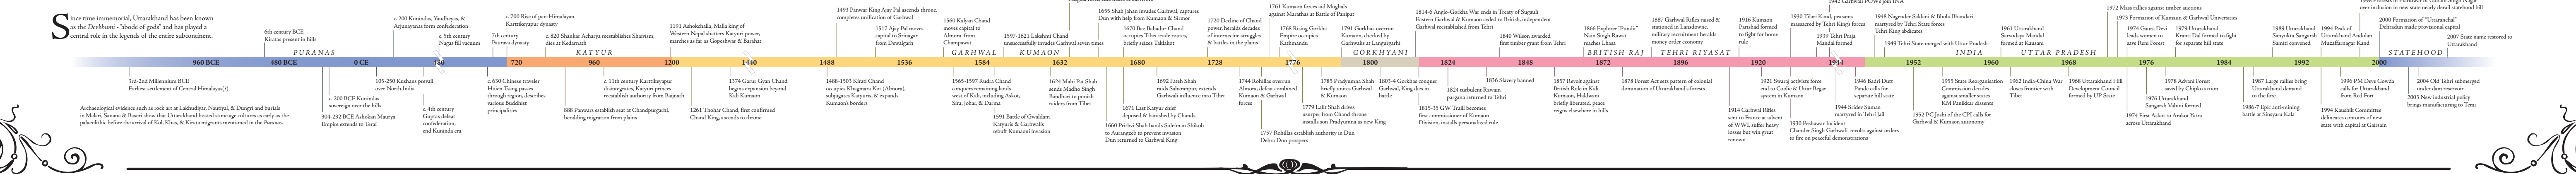 Since time immemorial, Uttarakhand has been known
as the Devbhumi -"abode of gods" and has played a
central role in the legends of the entire subcontinent.
6th century BCE
Kiratas present in hills
PURANAS
c. 200 Kunindas, Yaudheyas, &
Arjunayanas form confederation
c. 5th century
Nagas fill vacuum
c. 700 Rise of pan-Himalayan
Karttikeyapur dynasty
7th century
Paurava dynasty
c. 820 Shankar Acharya reestablishes Shaivism,
dies at Kedarnath
KATYUR
1191 Ashokchalla, Malla king of
Western Nepal shatters Katyuri power,
marches as far as Gopeshwar & Barahat
1493 Panwar King Ajay Pal ascends throne,
completes unification of Garhwal
1517 Ajay Pal moves
capital to Srinagar
from Dewalgarh
1560 Kalyan Chand
moves capital to
Almora from
Champawat
GARHWAL
1597-1621 Lakshmi Chand
unsuccessfully invades Garhwal seven times
KUMAON
1655 Shah Jahan invades Garhwal, captures
Dun with help from Kumaon & Sirmor
1670 Baz Bahadur Chand
occupies Tibet trade routes,
briefly seizes Taklakot
1720 Decline of Chand
power, heralds decades
of internecine struggles
& battles in the plains
1761 Kumaon forces aid Mughals
against Marathas at Battle of Panipat
1768 Rising Gorkha
Empire occupies
Kathmandu
1791 Gorkhas overrun
Kumaon, checked by
Garhwalis at Langurgarhi
GORKHYANI
1814-6 Anglo-Gorkha War ends in Treaty of Sugauli
Eastern Garhwal & Kumaon ceded to British, independent
Garhwal reestablished from Tehri
1840 Wilson awarded
first timber grant from Tehri
1866 Explorer "Pundit"
Nain Singh Rawat
reaches Lhasa
BRITISH RAJ
1887 Garhwal Rifles raised &
stationed in Lansdowne,
military recruitment heralds
money order economy
TEHRI RIYASAT
1916 Kumaon
Parishad formed
to fight for home
rule
1930 Tilari Kand, peasants
massacred by Tehri King's forces
1939 Tehri Praja
Mandal formed
1948 Nagender Saklani & Bholu Bhandari
martyred by Tehri State forces
1949 Tehri State merged with Uttar Pradesh
INDIA
1961 Uttarakhand
Sarvodaya Mandal
formed at Kausani
UTTAR PRADESH
1972 Mass rallies against timber auctions
1973 Formation of Kumaon & Garhwal Universities
1974 Gaura Devi
leads women to
save Reni Forest
1979 Uttarakhand
Kranti Dal formed to fight
for separate hill state
1989 Uttarakhand
Sanyukta Sangharsh
Samiti convened
1994 Peak of
Uttarakhand Andolan
Muzaffarnagar Kand
over inclusion in new state nearly derail statehood bill
2000 Formation of "Uttaranchal"
Dehradun made provisional capital
STATEHOOD
2007 State name restored to
Uttarakhand
960 BCE 480 BCE 0 CE 480 720 960 1200 1440 1488 1536 1584 1632 1680 1728 1776 1800 1824 1848 1872 1896 1920 1944 1952 1960 1968 1976 1984 1992 2000
3rd-2nd Millennium BCE
Earliest settlement of Central Himalayas(?)
Archaeological evidence such as rock art at Lakhudiyar, Nautiyal, & Dungri and burials
in Malari, Sanana & Baseri show that Uttarakhand hosted stone age cultures as early as the
palaeolithic before the arrival of Kol, Khas, & Kirata migrants mentioned in the Puranas.
c. 200 BCE Kunindas
sovereign over the hills
304-232 BCE Ashokan Maurya
Empire extends to Terai
105-250 Kushans prevail
over North India
c. 4th century
Guptas defeat
confederation,
end Kuninda era
c. 630 Chinese traveler
Huien Tsang passes
through region, describes
various Buddhist
principalities
888 Panwars establish seat at Chandpurgarhi,
heralding migration from plains
c. 11th century Karttikeyapur
disintegrates, Katyuri princes
reestablish authority from Baijnath
1261 Thohar Chand, first confirmed
Chand King, ascends to throne
1374 Garur Gyan Chand
begins expansion beyond
Kali Kumaon
1488-1503 Kirati Chand
occupies Khagmara Kot (Almora),
subjugates Katyuris, & expands
Kumaon's borders
1565-1597 Rudra Chand
conquers remaining lands
west of Kali, including Askot,
Sira, Johar, & Darma
1591 Battle of Gwaldam
Katyuris & Garhwalis
rebuff Kumaoni invasion
1624 Mahi Pat Shah
sends Madho Singh
Bandhari to punish
raiders from Tibet
1660 Prithvi Shah hands Suleiman Shikoh
to Aurangzeb to prevent invasion
Dun returned to Garhwal King
1671 Last Katyur chief
deposed & banished by Chands
1692 Fateh Shah
raids Saharanpur, extends
Garhwali influence into Tibet
1744 Rohillas overrun
Almora, defeat combined
Kumaon & Garhwal
forces
1757 Rohillas establish authority in Dun
Dehra Dun prospers
1779 Lalit Shah drives
usurper from Chand throne
installs son Pradyumna as new King
1785 Pradyumna Shah
briefly unites Garhwal
& Kumaon
1803-4 Gorkhas conquer
Garhwal, King dies in
battle
1815-35 GW Traill becomes
first commissioner of Kumaon
Division, installs personalized rule
1824 turbulent Rawain
pargana returned to Tehri
1836 Slavery banned
1857 Revolt against
British Rule in Kali
Kumaon, Haldwani
briefly liberated, peace
reigns elsewhere in hills
1878 Forest Act sets pattern of colonial
domination of Uttarakhand's forests
1914 Garhwal Rifles
sent to France at advent
of WWI, suffer heavy
losses but win great
renown
1921 Swaraj activists force
end to Coolie & Uttar Begar
system in Kumaon
1930 Peshawar Incident
Chander Singh Garhwali revolts against orders
to fire on peaceful demonstrations
1944 Sridev Suman
martyred in Tehri Jail
1946 Badri Dutt
Pande calls for
separate hill state
1952 PC Joshi of the CPI calls for
Garhwal & Kumaon autonomy
1955 State Reorganisation
Commission decides
against smaller states
KM Panikkar dissents
1962 India-China War
closes frontier with
Tibet
1968 Uttarakhand Hill
Development Council
formed by UP State
1974 First Askot to Arakot Yatra
across Uttarakhand
1976 Uttarakhand
Sangarsh Vahini formed
1978 Advani Forest
saved by Chipko action
1986-7 Epic anti-mining
battle at Sinsyaru Kala
1987 Large rallies bring
Uttarakhand demand
to the fore
1994 Kaushik Committee
delineates contours of new
state with capital at Gairsain
1996 PM Deve Gowda
calls for Uttarakhand
from Red Fort
2003 New industrial policy
brings manufacturing to Terai
2004 Old Tehri submerged
under dam reservoir